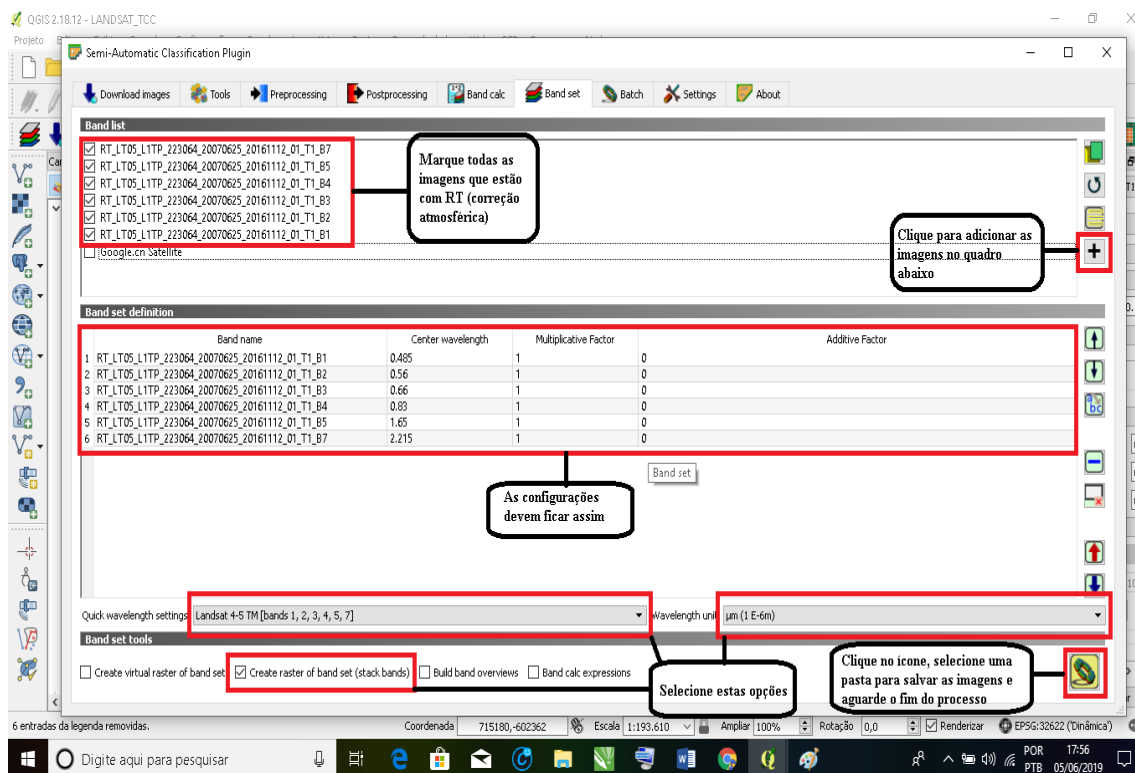 QGIS 2.18.12 - LANDSAT_TCC
Projeto
Semi-Automatic Classification Plugin
Download images
Tools
Preprocessing
Postprocessing
Band calc
Band set
Batch
Settings
About
Band list
RT_LT05_L1TP_223064_20070625_20161112_01_T1_B7
RT_LT05_L1TP_223064_20070625_20161112_01_T1_B5
RT_LT05_L1TP_223064_20070625_20161112_01_T1_B4
RT_LT05_L1TP_223064_20070625_20161112_01_T1_B3
RT_LT05_L1TP_223064_20070625_20161112_01_T1_B2
RT_LT05_L1TP_223064_20070625_20161112_01_T1_B1
Google.cn Satellite
Marque todas as
imagens que estão
com RT (correção
atmosférica)
Clique para adicionar as
imagens no quadro
abaixo
Band set definition
Band name Center wavelength Multiplicative Factor Additive Factor
1 RT_LT05_L1TP_223064_20070625_20161112_01_T1_B1 0.485 1 0
2 RT_LT05_L1TP_223064_20070625_20161112_01_T1_B2 0.56 1 0
3 RT_LT05_L1TP_223064_20070625_20161112_01_T1_B3 0.66 1 0
4 RT_LT05_L1TP_223064_20070625_20161112_01_T1_B4 0.83 1 0
5 RT_LT05_L1TP_223064_20070625_20161112_01_T1_B5 1.65 1 0
6 RT_LT05_L1TP_223064_20070625_20161112_01_T1_B7 2.215 1 0
Band set
As configurações
devem ficar assim
Quick wavelength settings Landsat 4-5 TM [bands 1, 2, 3, 4, 5, 7]
Wavelength unit µm (1 E-6m)
Band set tools
Create virtual raster of band set
Create raster of band set (stack bands)
Build band overviews
Band calc expressions
Selecione estas opções
Clique no ícone, selecione uma
pasta para salvar as imagens e
aguarde o fim do processo
6 entradas da legenda removidas.
Coordenada 715180,-602362
Escala 1:193.610
Ampliar 100%
Rotação 0,0
Renderizar
EPSG:32622 ('Dinâmica')
Digite aqui para pesquisar
POR
PTB
17:56
05/06/2019